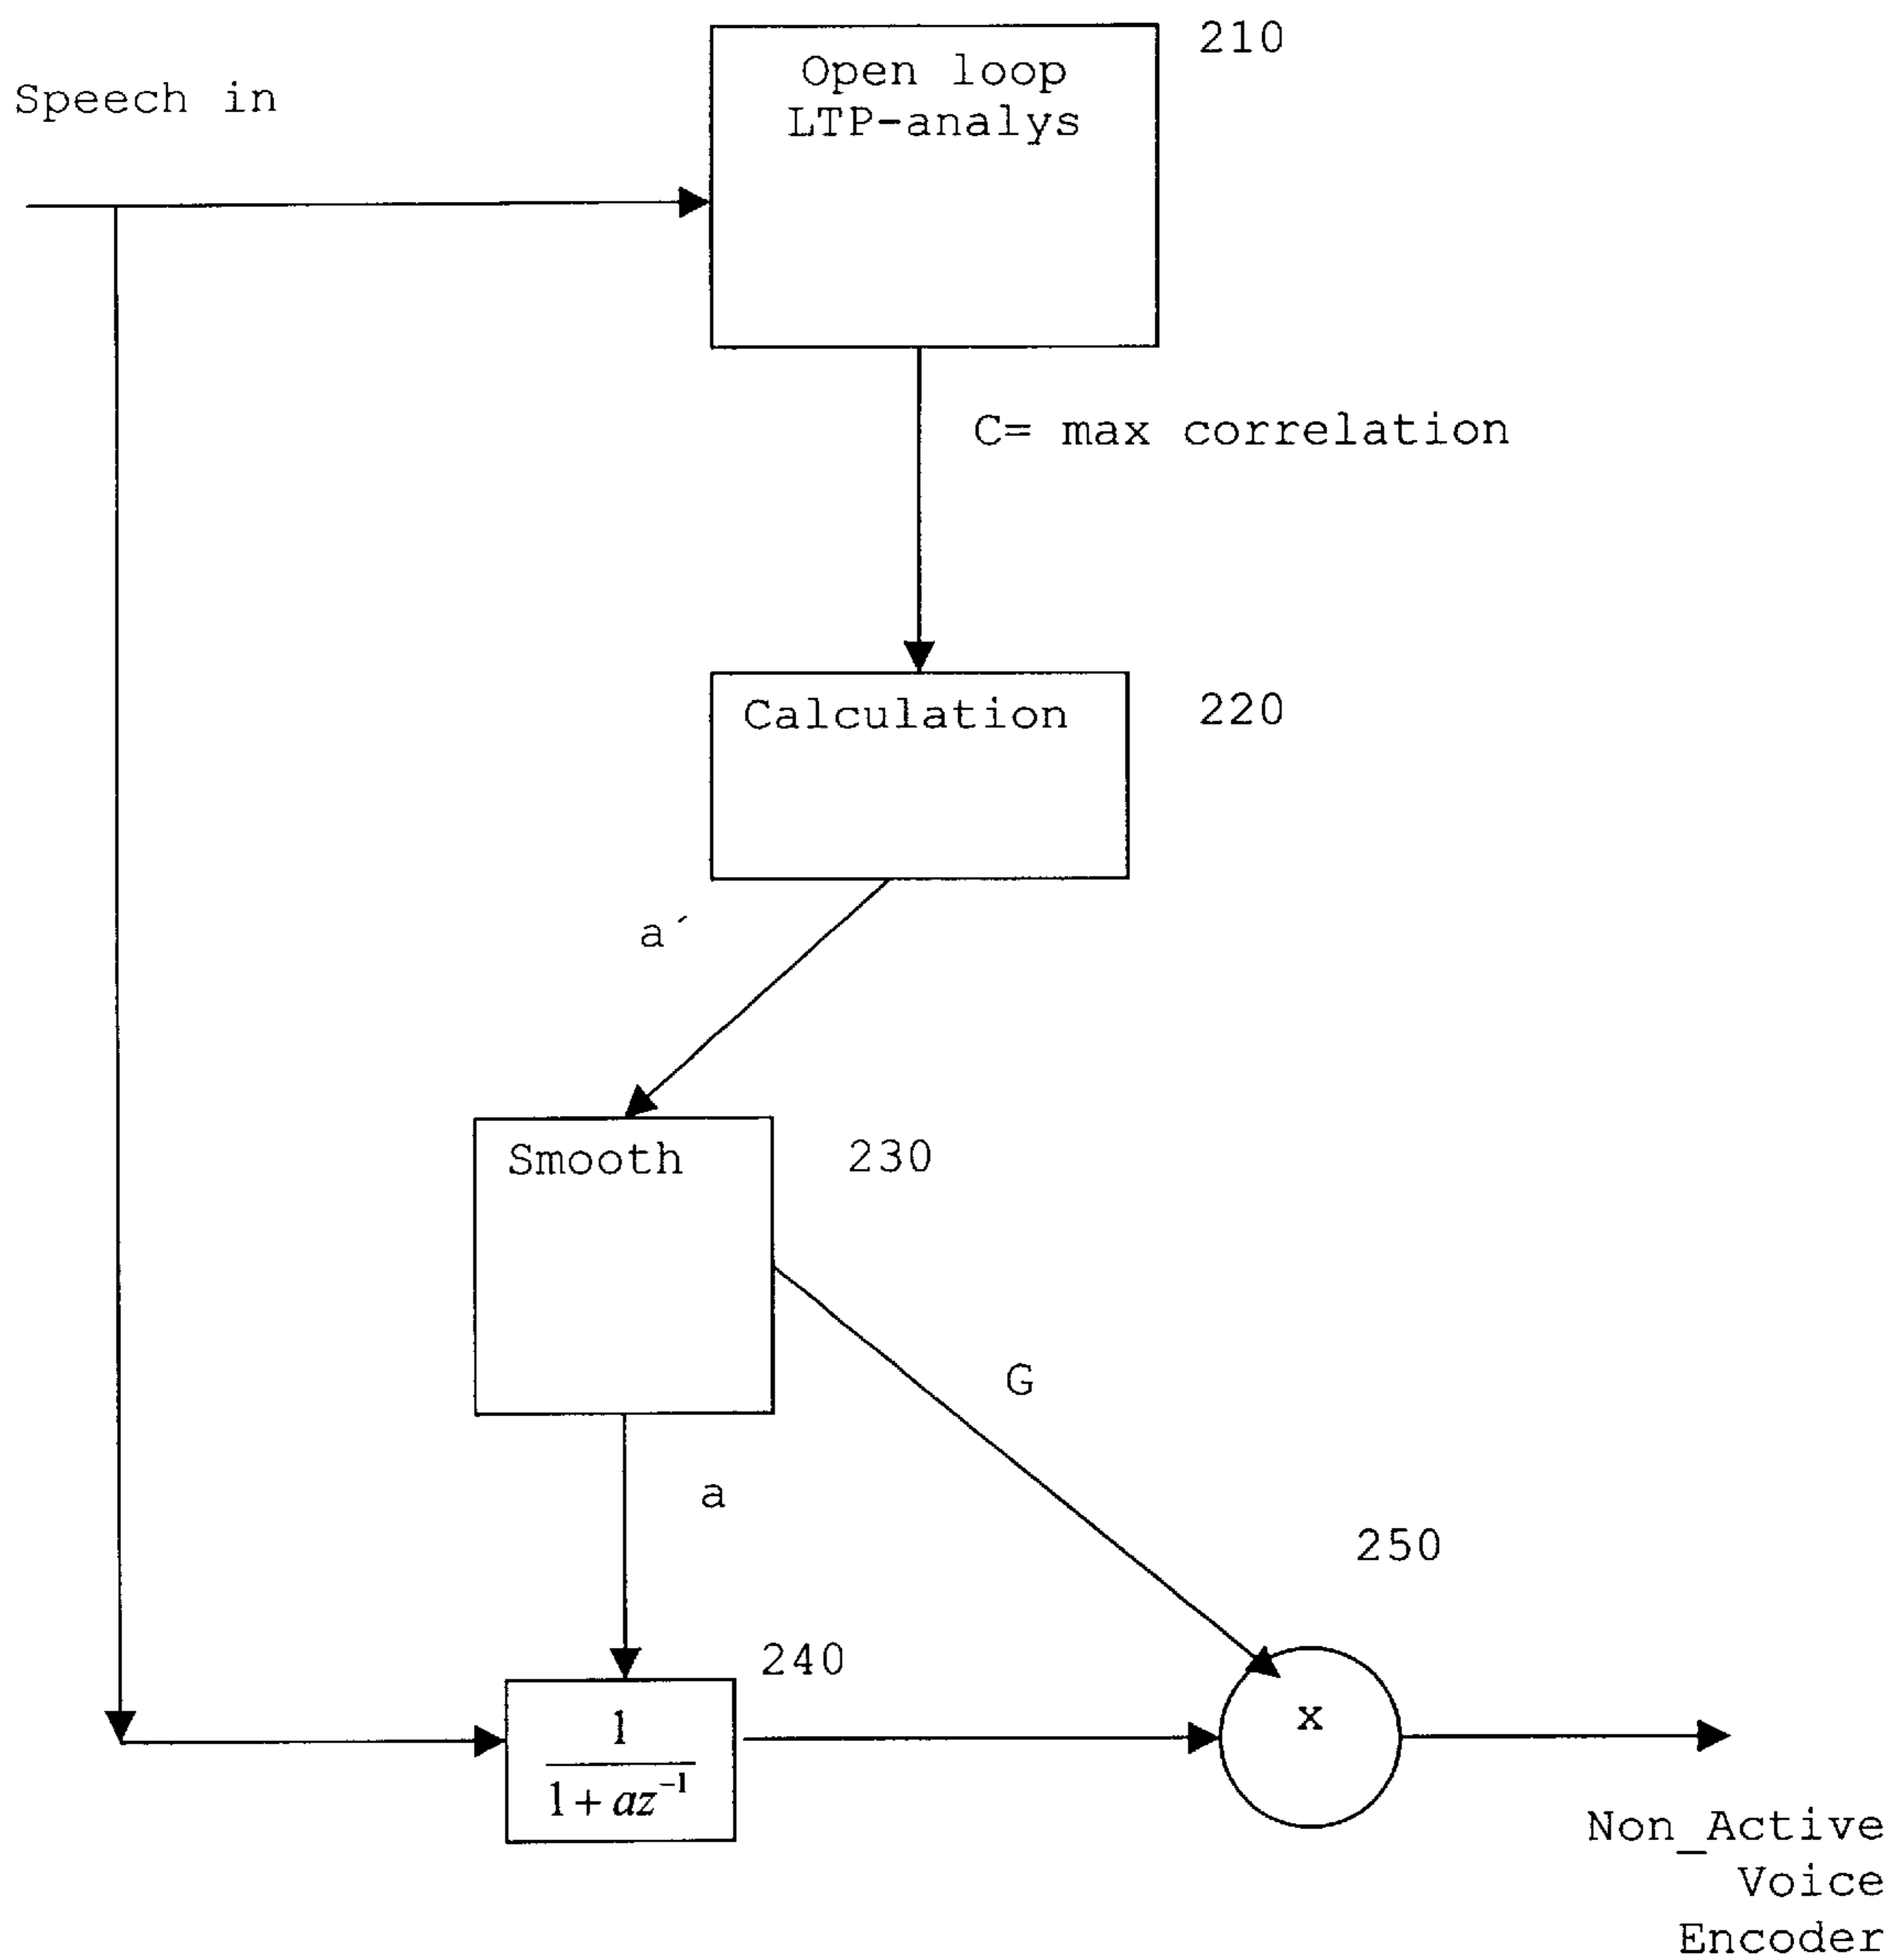 210
Open loop
LTP-analys
Speech in
C= max correlation
Calculation
220
a´
Smooth
230
G
a
250
240
x
1
1+az⁻¹
Non_Active
Voice
Encoder